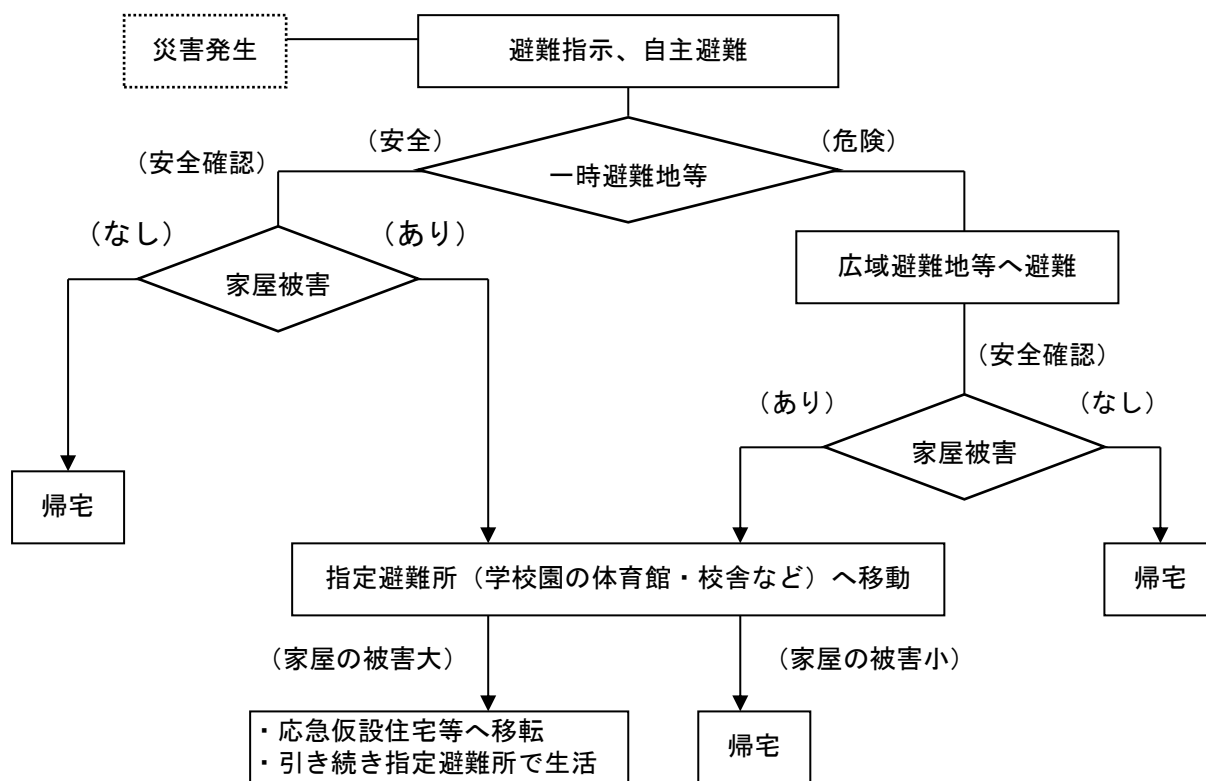 災害発生
避難指示、自主避難
（安全）
（危険）
（安全確認）
一時避難地等
（なし）
（あり）
家屋被害
広域避難地等へ避難
（安全確認）
（あり）
（なし）
家屋被害
帰宅
指定避難所（学校園の体育館・校舎など）へ移動
帰宅
（家屋の被害大）
（家屋の被害小）
・応急仮設住宅等へ移転
・引き続き指定避難所で生活
帰宅